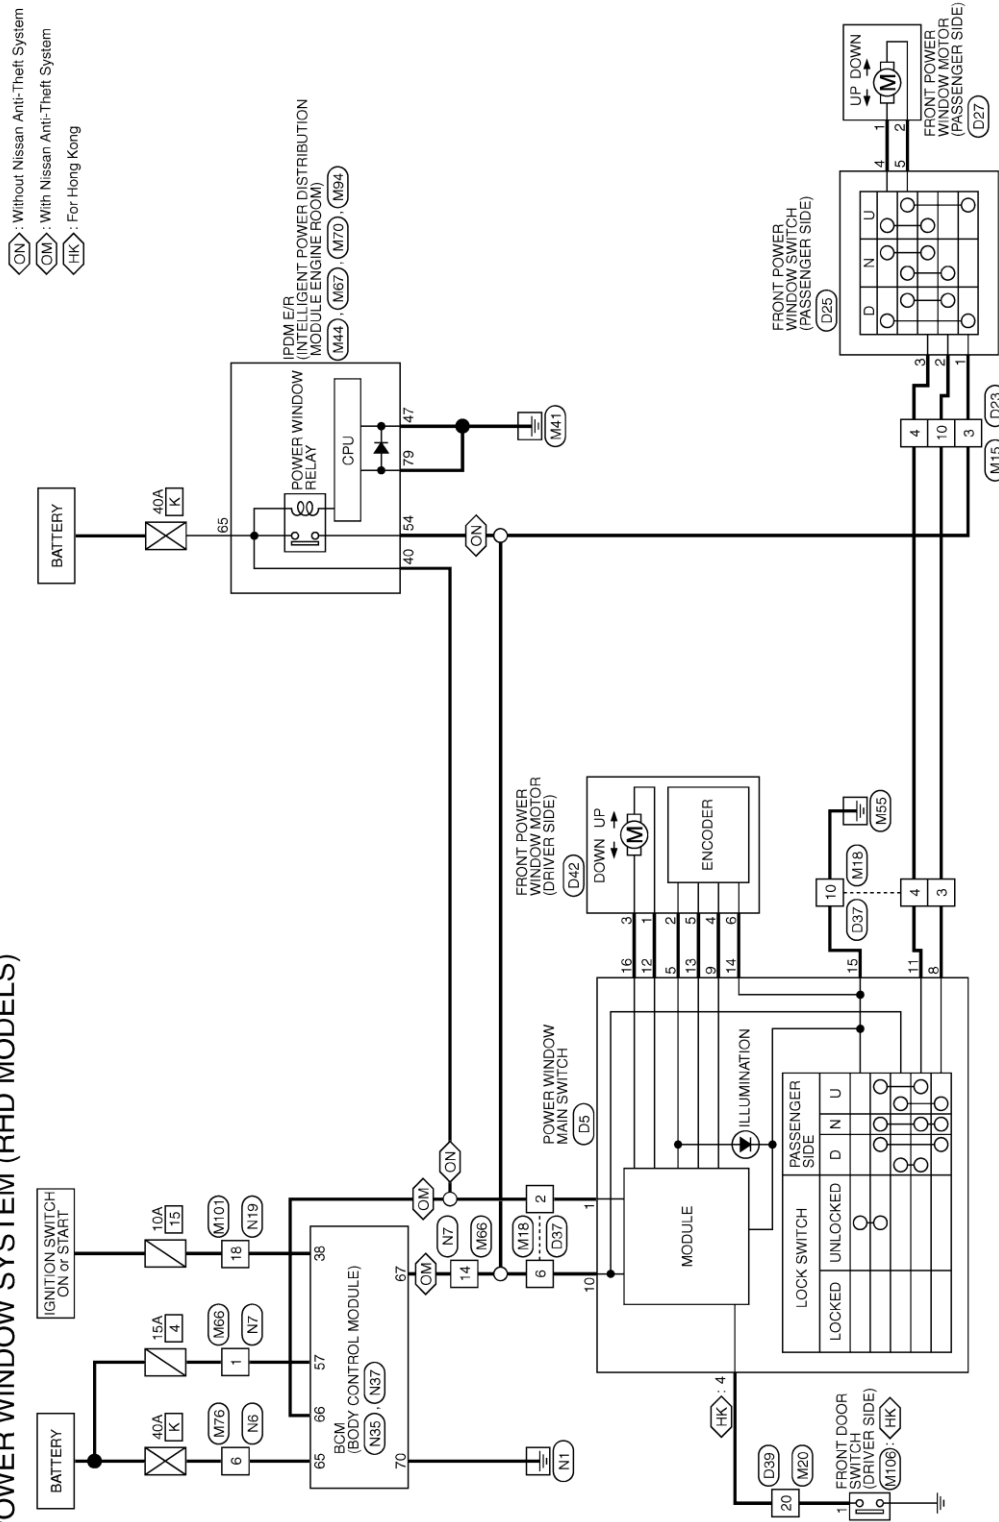 POWER WINDOW SYSTEM (RHD MODELS)
ON : Without Nissan Anti-Theft System
OM : With Nissan Anti-Theft System
HK : For Hong Kong
BATTERY
40A
K
M76
6
N6
65
15A
4
M66
1
N7
57
66
IGNITION SWITCH
ON or START
10A
15
M101
18
N19
38
BCM
(BODY CONTROL MODULE)
N35 , N37
70
67
N1
OM
14
N7
M66
OM
ON
M18
D37
6
2
10
1
BATTERY
40A
K
65
POWER WINDOW
RELAY
CPU
IPDM E/R
(INTELLIGENT POWER DISTRIBUTION
MODULE ENGINE ROOM)
M44 , M67 , M70 , M94
40
54
79
47
ON
M41
POWER WINDOW
MAIN SWITCH
D5
MODULE
ILLUMINATION
LOCK SWITCH
LOCKED
UNLOCKED
PASSENGER
SIDE
D
N
U
16
12
5
13
9
14
15
11
8
3
1
2
5
4
6
FRONT POWER
WINDOW MOTOR
(DRIVER SIDE)
D42
DOWN UP
M
ENCODER
10
D37
M18
M55
4
3
HK : 4
D39
20
M20
1
FRONT DOOR
SWITCH
(DRIVER SIDE)
M106 : HK
4
10
3
M15
D23
3
2
1
FRONT POWER
WINDOW SWITCH
(PASSENGER SIDE)
D25
D
N
U
4
5
1
2
UP DOWN
M
FRONT POWER
WINDOW MOTOR
(PASSENGER SIDE)
D27